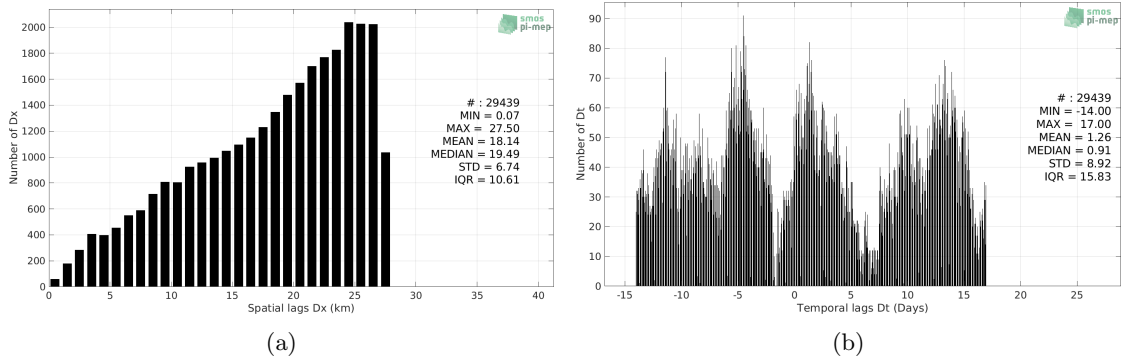 smos
pi-mep
2000
1800
1600
1400
1200
1000
800
600
400
200
0
Number of Dx
# : 29439
MIN = 0.07
MAX = 27.50
MEAN = 18.14
MEDIAN = 19.49
STD = 6.74
IQR = 10.61
0 5 10 15 20 25 30 35 40
Spatial lags Dx (km)
(a)
smos
pi-mep
90
80
70
60
50
40
30
20
10
0
Number of Dt
# : 29439
MIN = -14.00
MAX = 17.00
MEAN = 1.26
MEDIAN = 0.91
STD = 8.92
IQR = 15.83
-15 -10 -5 0 5 10 15 20 25
Temporal lags Dt (Days)
(b)